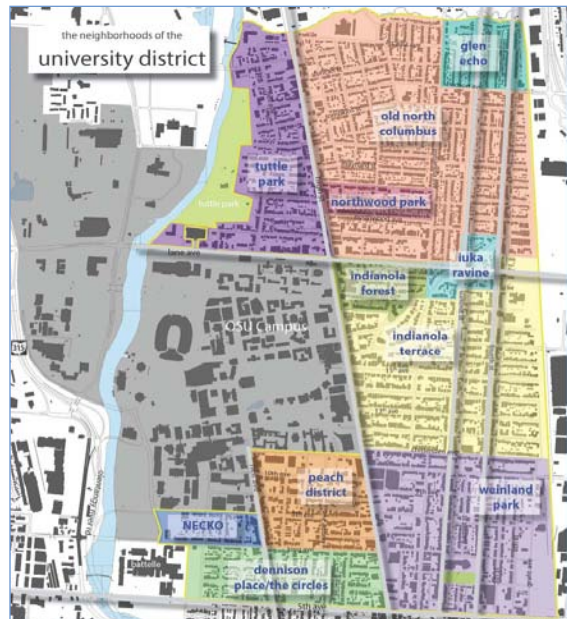 the neighborhoods of the
university district
glen
echo
old north
columbus
tuttle
park
tuttle park
northwood park
lane ave
iuka
ravine
indianola
forest
OSU Campus
indianola
terrace
315
10th ave
peach
district
weinland
park
NECKO
battelle
dennison
place/the circles
5th ave